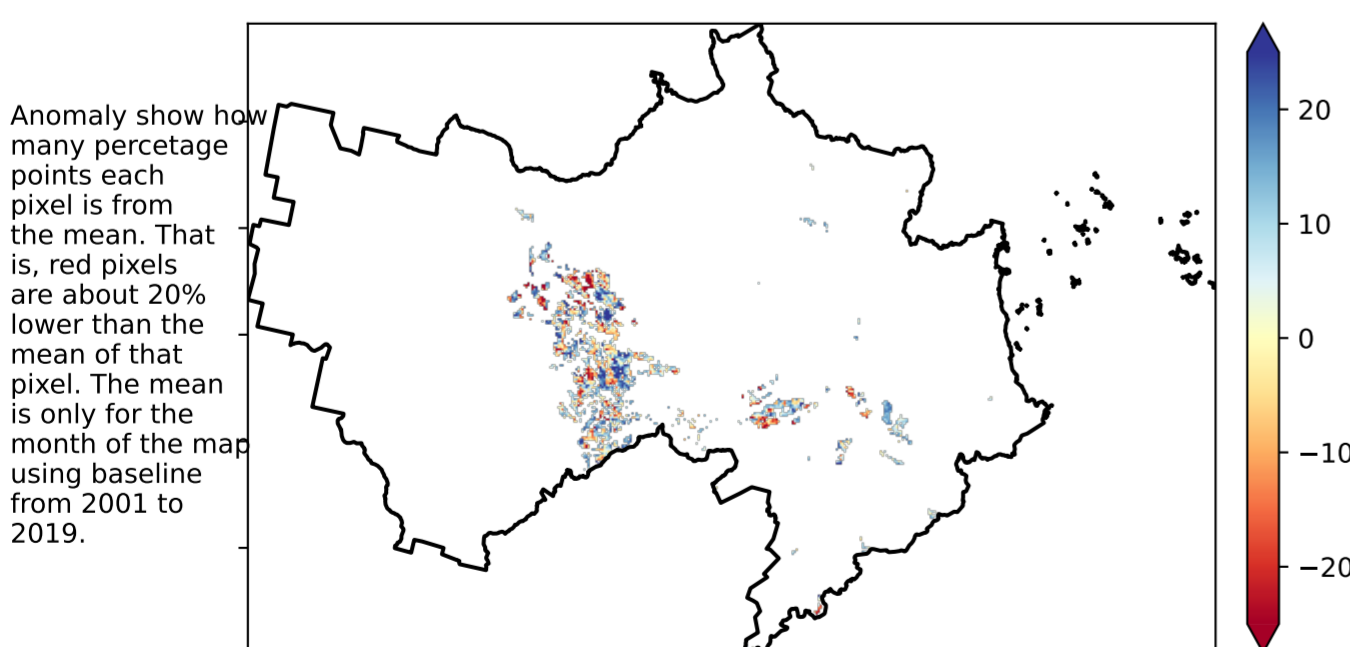 Anomaly show how
many percetage
points each
pixel is from
the mean. That
is, red pixels
are about 20%
lower than the
mean of that
pixel. The mean
is only for the
month of the map
using baseline
from 2001 to
2019.
20
10
0
−10
−20